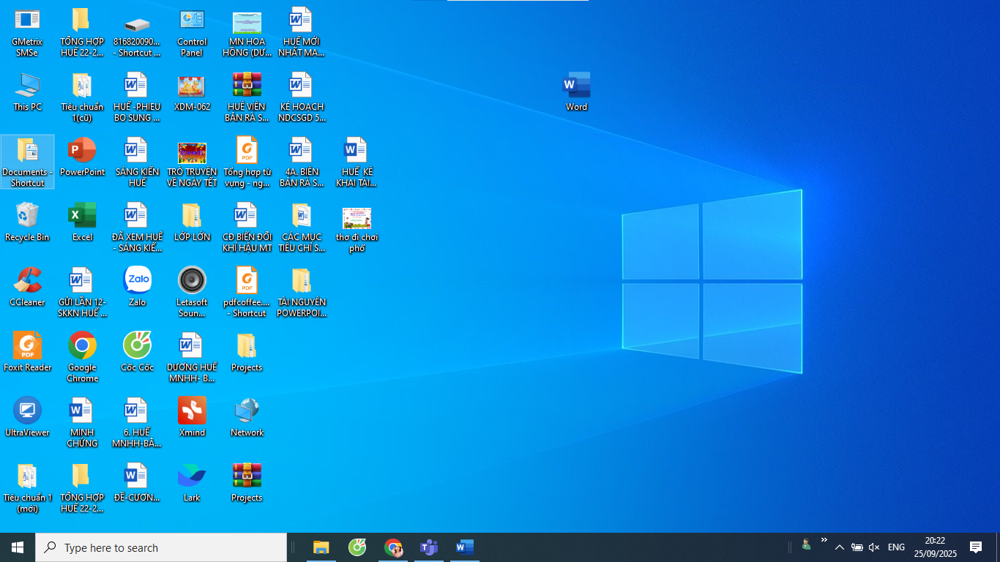 GMetrix
SMSe
TỔNG HỢP
HUẾ 22-2...
816820090...
- Shortcut ...
Control
Panel
MN HOA
HỒNG (DƯ...
HUẾ MỚI
NHẤT MA...
This PC
Tiêu chuẩn
1(cũ)
HUẾ -PHIEU
BO SUNG ...
XDM-062
HUẾ VIÊN
BẢN RA S...
KẾ HOẠCH
NDCSGD 5...
Word
Documents -
Shortcut
PowerPoint
SÁNG KIẾN
HUẾ
TRÒ TRUYỆN
VỀ NGÀY TẾT
Tổng hợp từ
vựng - ng...
4A. BIÊN
BẢN RÀ S...
HUẾ KÊ
KHAI TÀI...
Recycle Bin
Excel
ĐÃ XEM HUẾ
- SÁNG KIẾ...
LỚP LỚN
CĐ BIẾN ĐỔI
KHÍ HẬU MT
CÁC MỤC
TIÊU CHỈ S...
thơ đi chơi
phố
CCleaner
GỬI LẦN 12-
SKKN HUẾ ...
Zalo
Zalo
Letasoft
Soun...
PDF
pdfcoffee....
- Shortcut
TÀI NGUYÊN
POWERPOI...
Foxit Reader
Google
Chrome
Cốc Cốc
DƯƠNG HUẾ
MNHH- B...
Projects
UltraViewer
MINH
CHỨNG
6. HUẾ
MNHH-BẢ...
Xmind
Network
Tiêu chuẩn 1
(mới)
TỔNG HỢP
HUẾ 22-2...
ĐỀ-CƯƠN...
Lark
Projects
Type here to search
ENG
20:22
25/09/2025